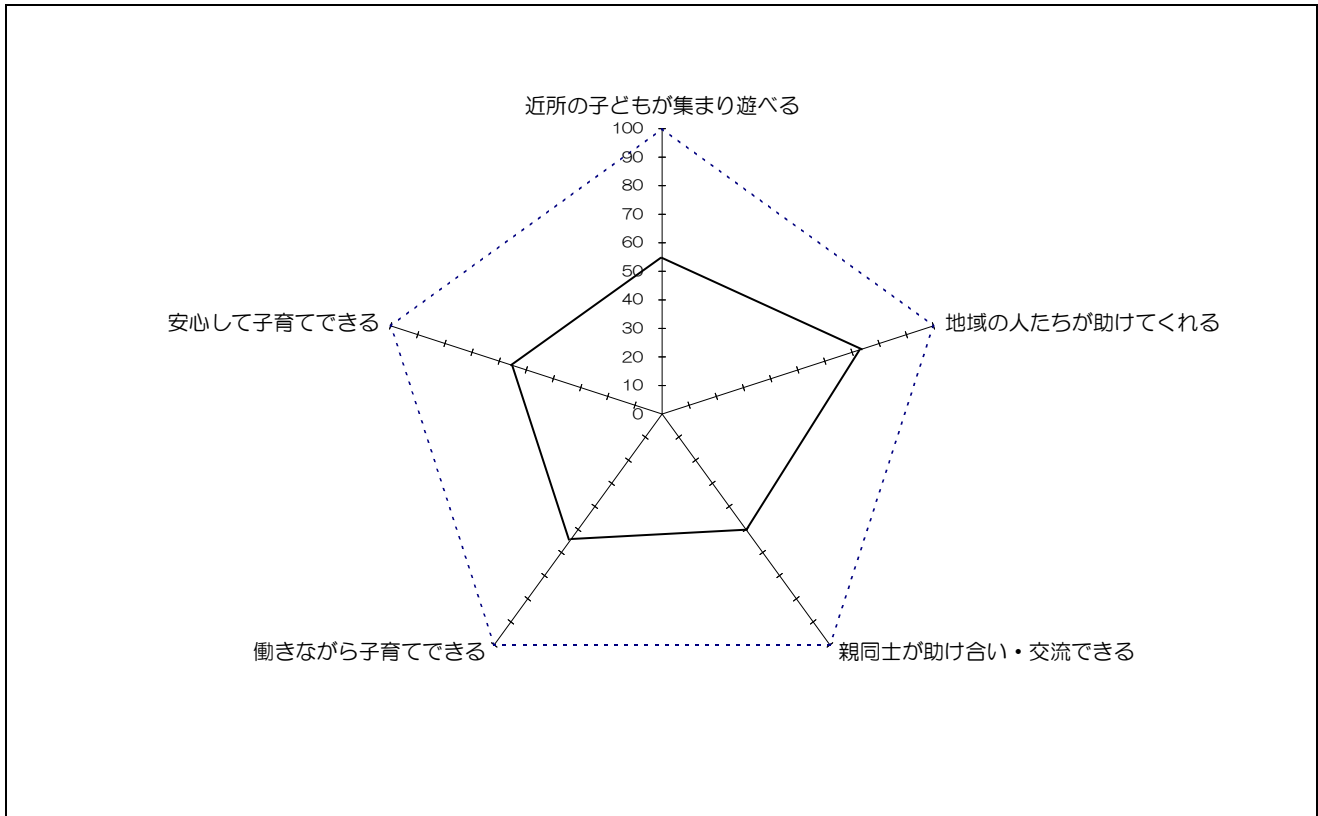 近所の子どもが集まり遊べる
100
90
80
70
60
50
40
30
20
10
0
安心して子育てできる
地域の人たちが助けてくれる
働きながら子育てできる
親同士が助け合い・交流できる